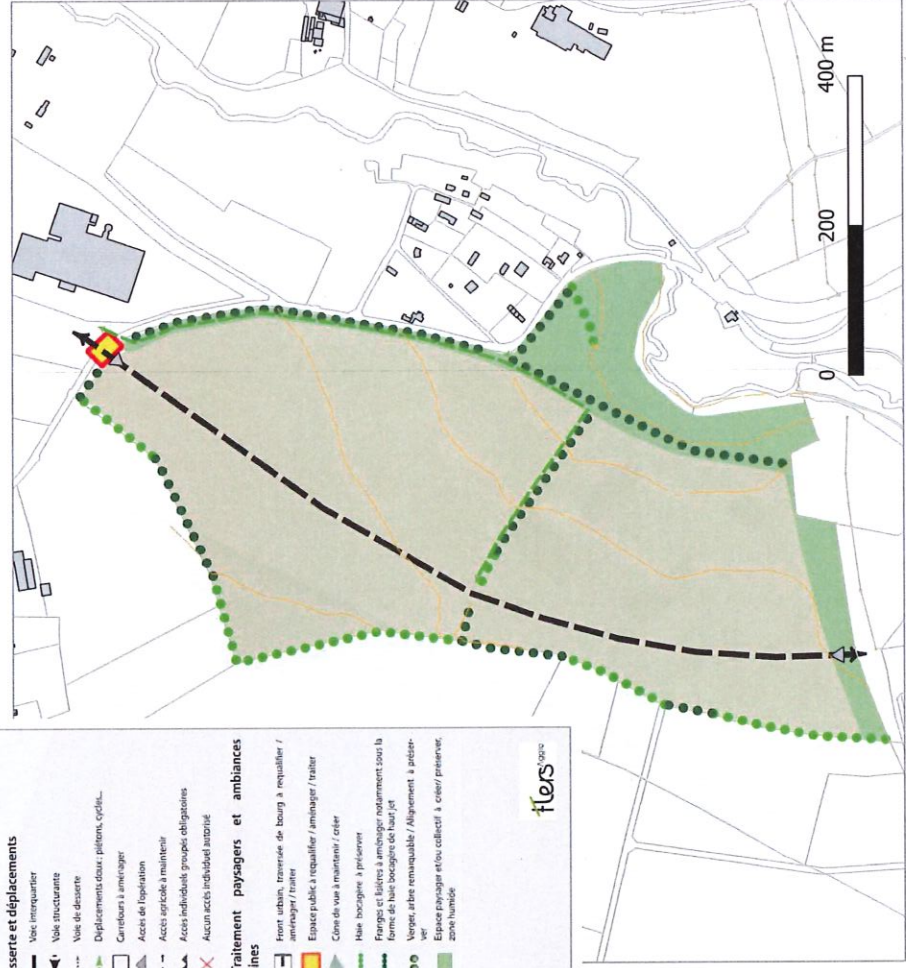 sserte et déplacements
Voie interquartier
Voie structurante
Voie de desserte
Déplacements doux : piétons, cycles...
Carrefours à aménager
Accès de l'opération
Accès agricole à maintenir
Accès individuels groupés obligatoires
Aucun accès individuel autorisé
raitement paysagers et ambiances
ines
Front urbain, traversée de bourg à requalifier /
aménager / traiter
Espace public à requalifier / aménager / traiter
Cône de vue à maintenir / créer
Haie bocagère à préserver
Franges et lisières à aménager notamment sous la
forme de haie bocagère de haut jet
Verger, arbre remarquable / Alignement à préser-
ver
Espace paysager et/ou collectif à créer/ préserver,
zone humide
flers Agglo
0 200 400 m